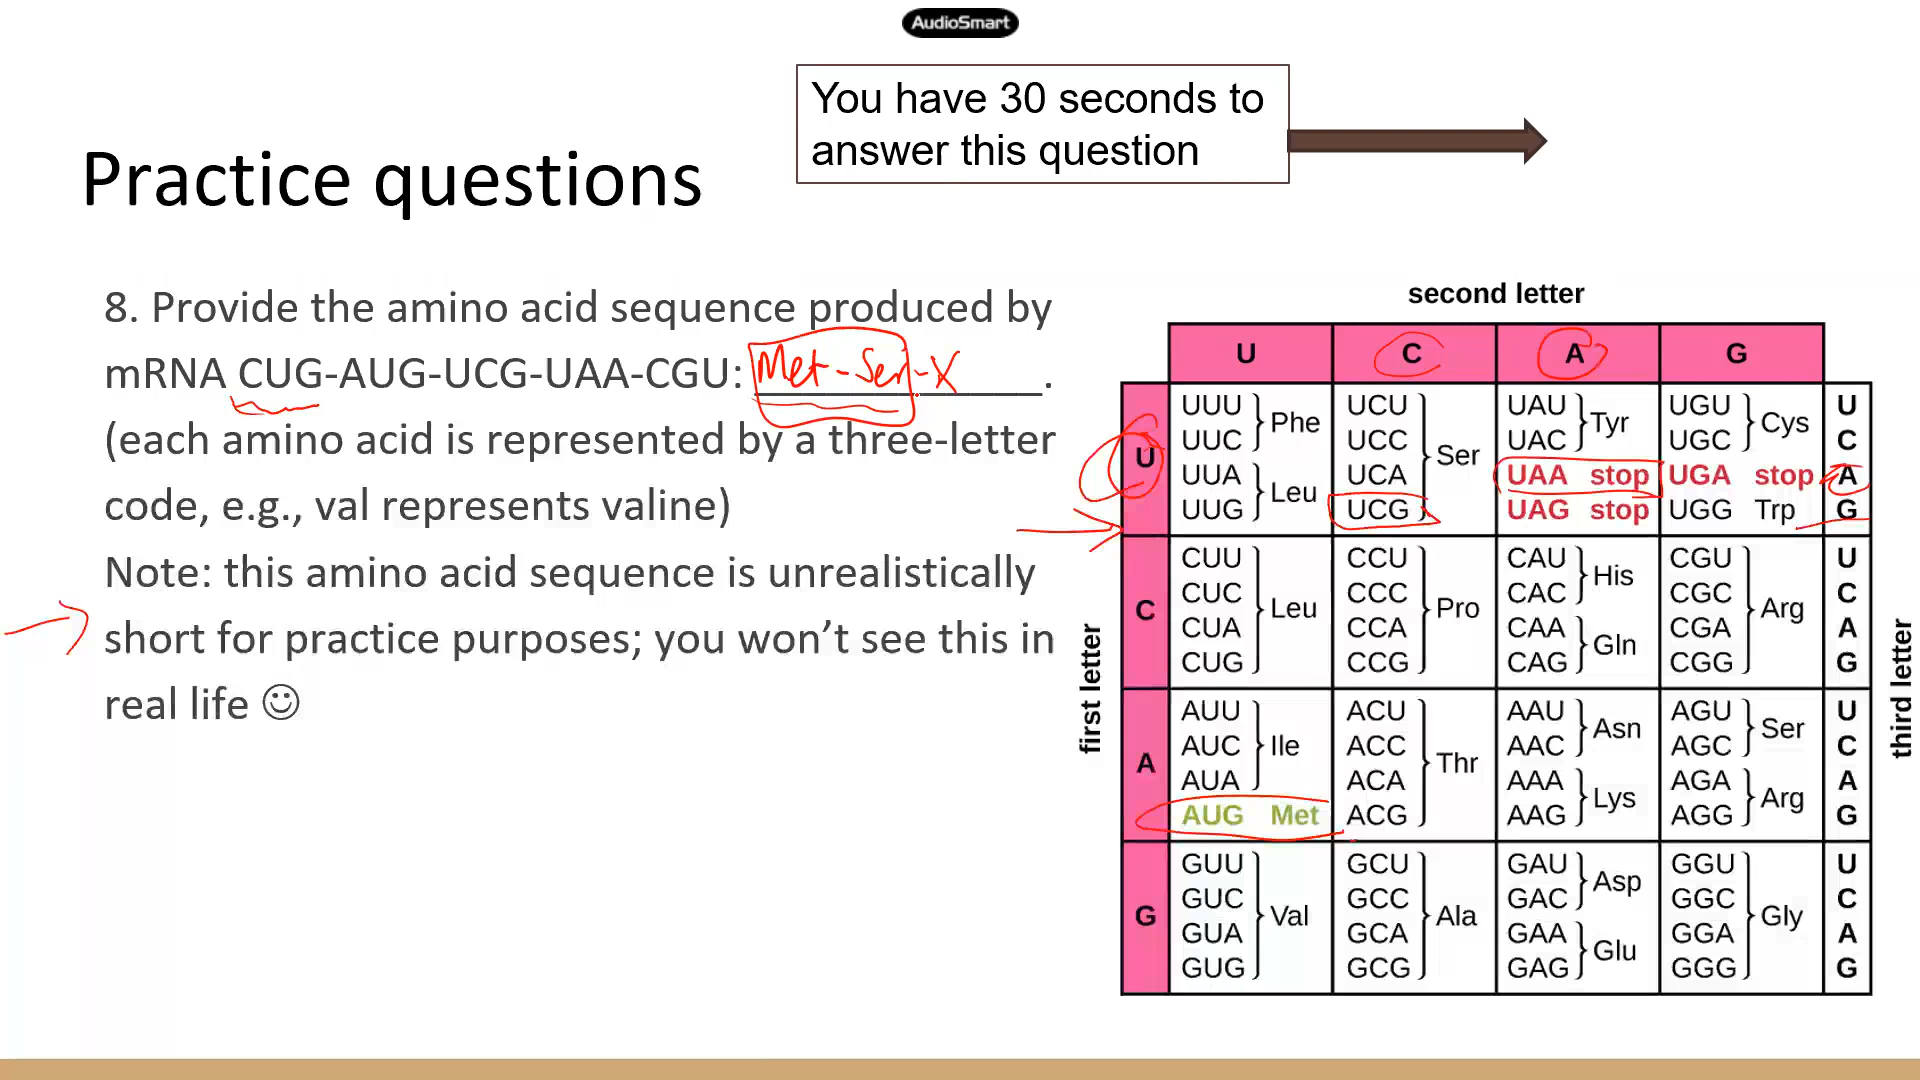 AudioSmart
You have 30 seconds to
answer this question
Practice questions
8. Provide the amino acid sequence produced by
mRNA CUG-AUG-UCG-UAA-CGU: Met-Ser-X.
(each amino acid is represented by a three-letter
code, e.g., val represents valine)
Note: this amino acid sequence is unrealistically
short for practice purposes; you won't see this in
real life ☺
second letter
U C A G
first letter
third letter
U
UUU UCU UAU UGU U
Phe Tyr Cys
UUC UCC UAC UGC C
Ser
UUA UCA UAA stop UGA stop A
Leu
UUG UCG UAG stop UGG Trp G
C
CUU CCU CAU CGU U
His
CUC CCC CAC CGC C
Leu Pro Arg
CUA CCA CAA CGA A
Gln
CUG CCG CAG CGG G
A
AUU ACU AAU AGU U
Asn Ser
AUC Ile ACC AAC AGC C
Thr
AUA ACA AAA AGA A
Lys Arg
AUG Met ACG AAG AGG G
G
GUU GCU GAU GGU U
Asp
GUC GCC GAC GGC C
Val Ala Gly
GUA GCA GAA GGA A
Glu
GUG GCG GAG GGG G